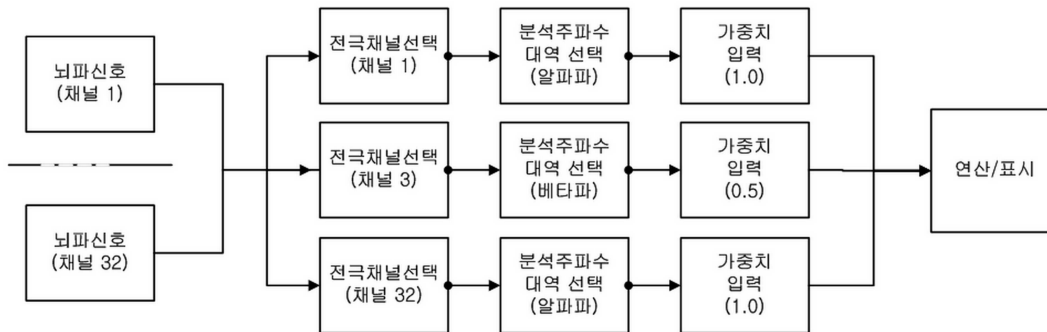 뇌파신호
(채널 1)
뇌파신호
(채널 32)
전극채널선택
(채널 1)
분석주파수
대역 선택
(알파파)
가중치
입력
(1.0)
전극채널선택
(채널 3)
분석주파수
대역 선택
(베타파)
가중치
입력
(0.5)
전극채널선택
(채널 32)
분석주파수
대역 선택
(알파파)
가중치
입력
(1.0)
연산/표시